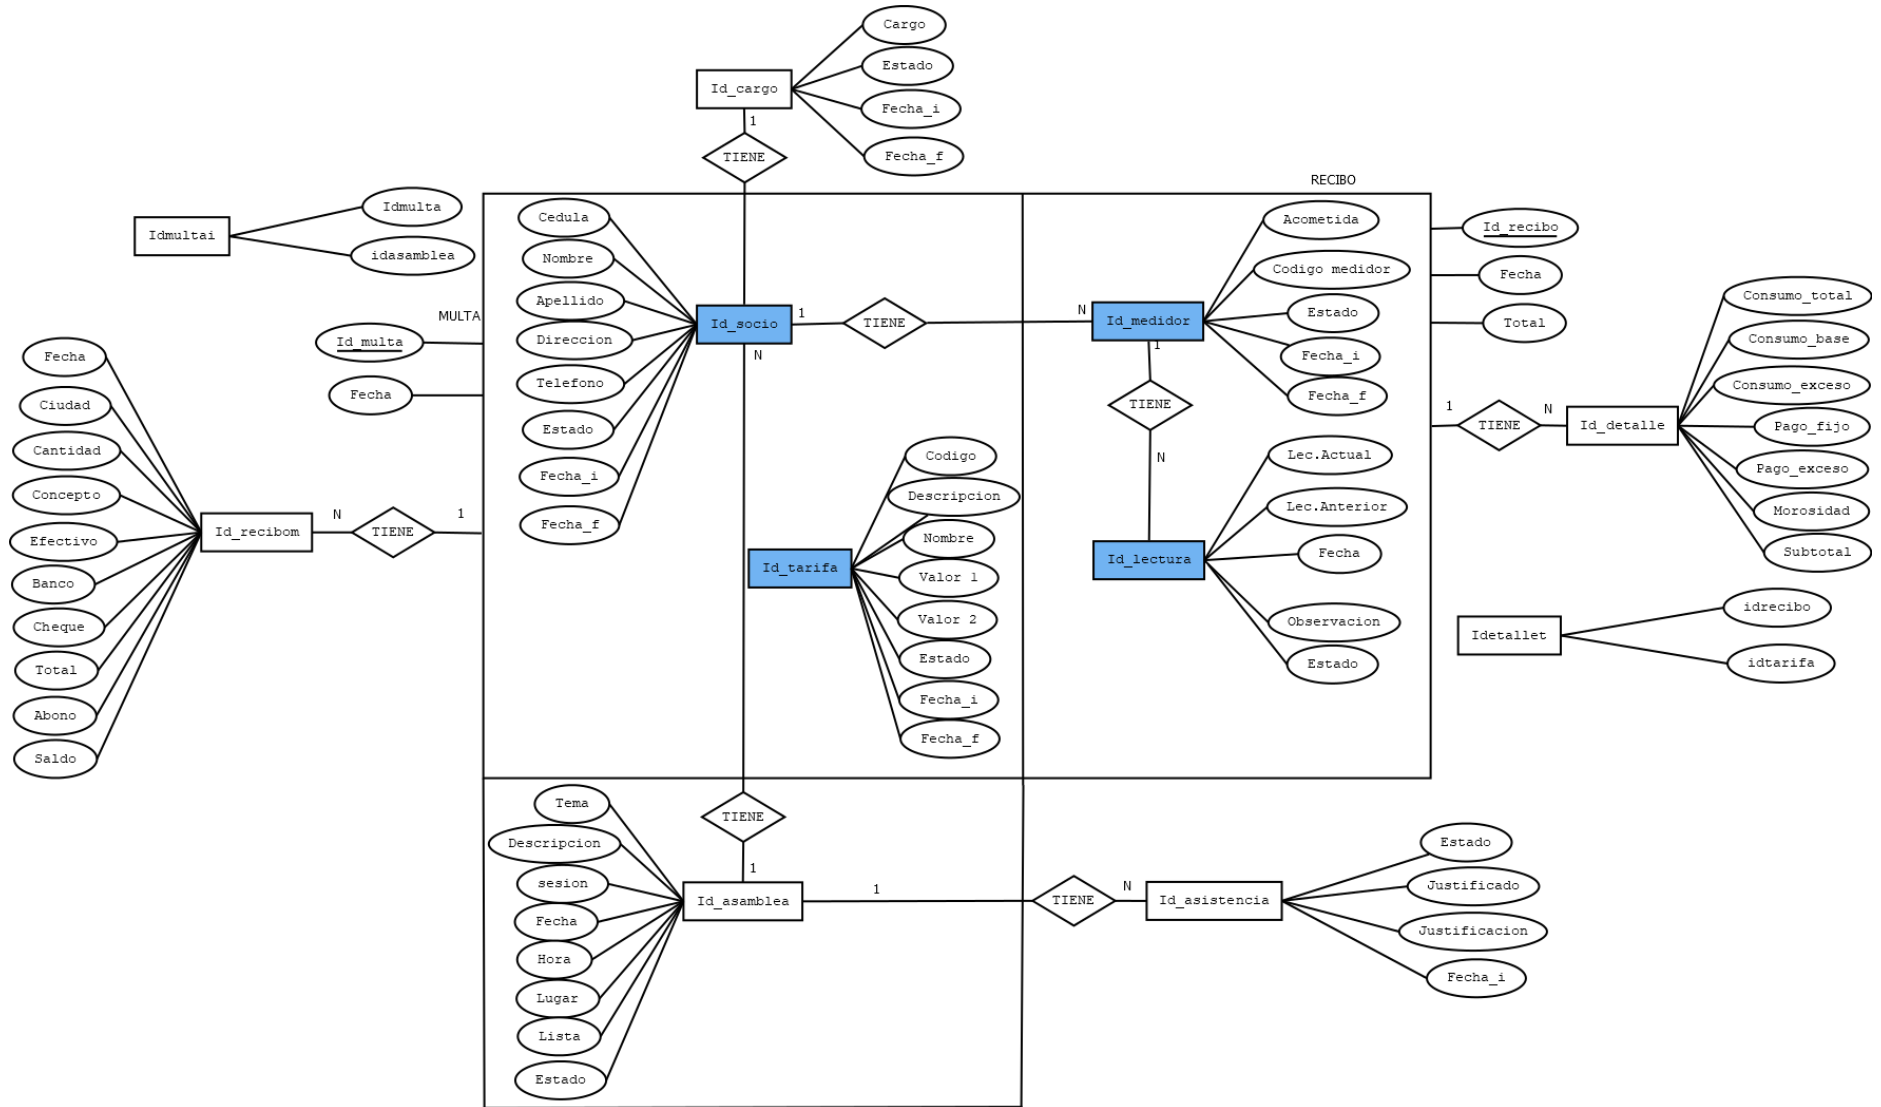 Cargo
Estado
Id_cargo
Fecha_i
Fecha_f
1
TIENE
RECIBO
Idmultai
Idmulta
idasamblea
MULTA
Id_multa
Fecha
Cedula
Nombre
Apellido
Direccion
Telefono
Estado
Fecha_i
Fecha_f
Id_socio
1
N
TIENE
N
Id_medidor
1
Acometida
Codigo medidor
Estado
Fecha_i
Fecha_f
TIENE
N
Id_lectura
Lec.Actual
Lec.Anterior
Fecha
Observacion
Estado
Id_tarifa
Codigo
Descripcion
Nombre
Valor 1
Valor 2
Estado
Fecha_i
Fecha_f
Id_recibo
Fecha
Total
1
TIENE
N
Id_detalle
Consumo_total
Consumo_base
Consumo_exceso
Pago_fijo
Pago_exceso
Morosidad
Subtotal
Idetallet
idrecibo
idtarifa
Fecha
Ciudad
Cantidad
Concepto
Efectivo
Banco
Cheque
Total
Abono
Saldo
Id_recibom
N
TIENE
1
TIENE
1
Id_asamblea
Tema
Descripcion
sesion
Fecha
Hora
Lugar
Lista
Estado
1
TIENE
N
Id_asistencia
Estado
Justificado
Justificacion
Fecha_i